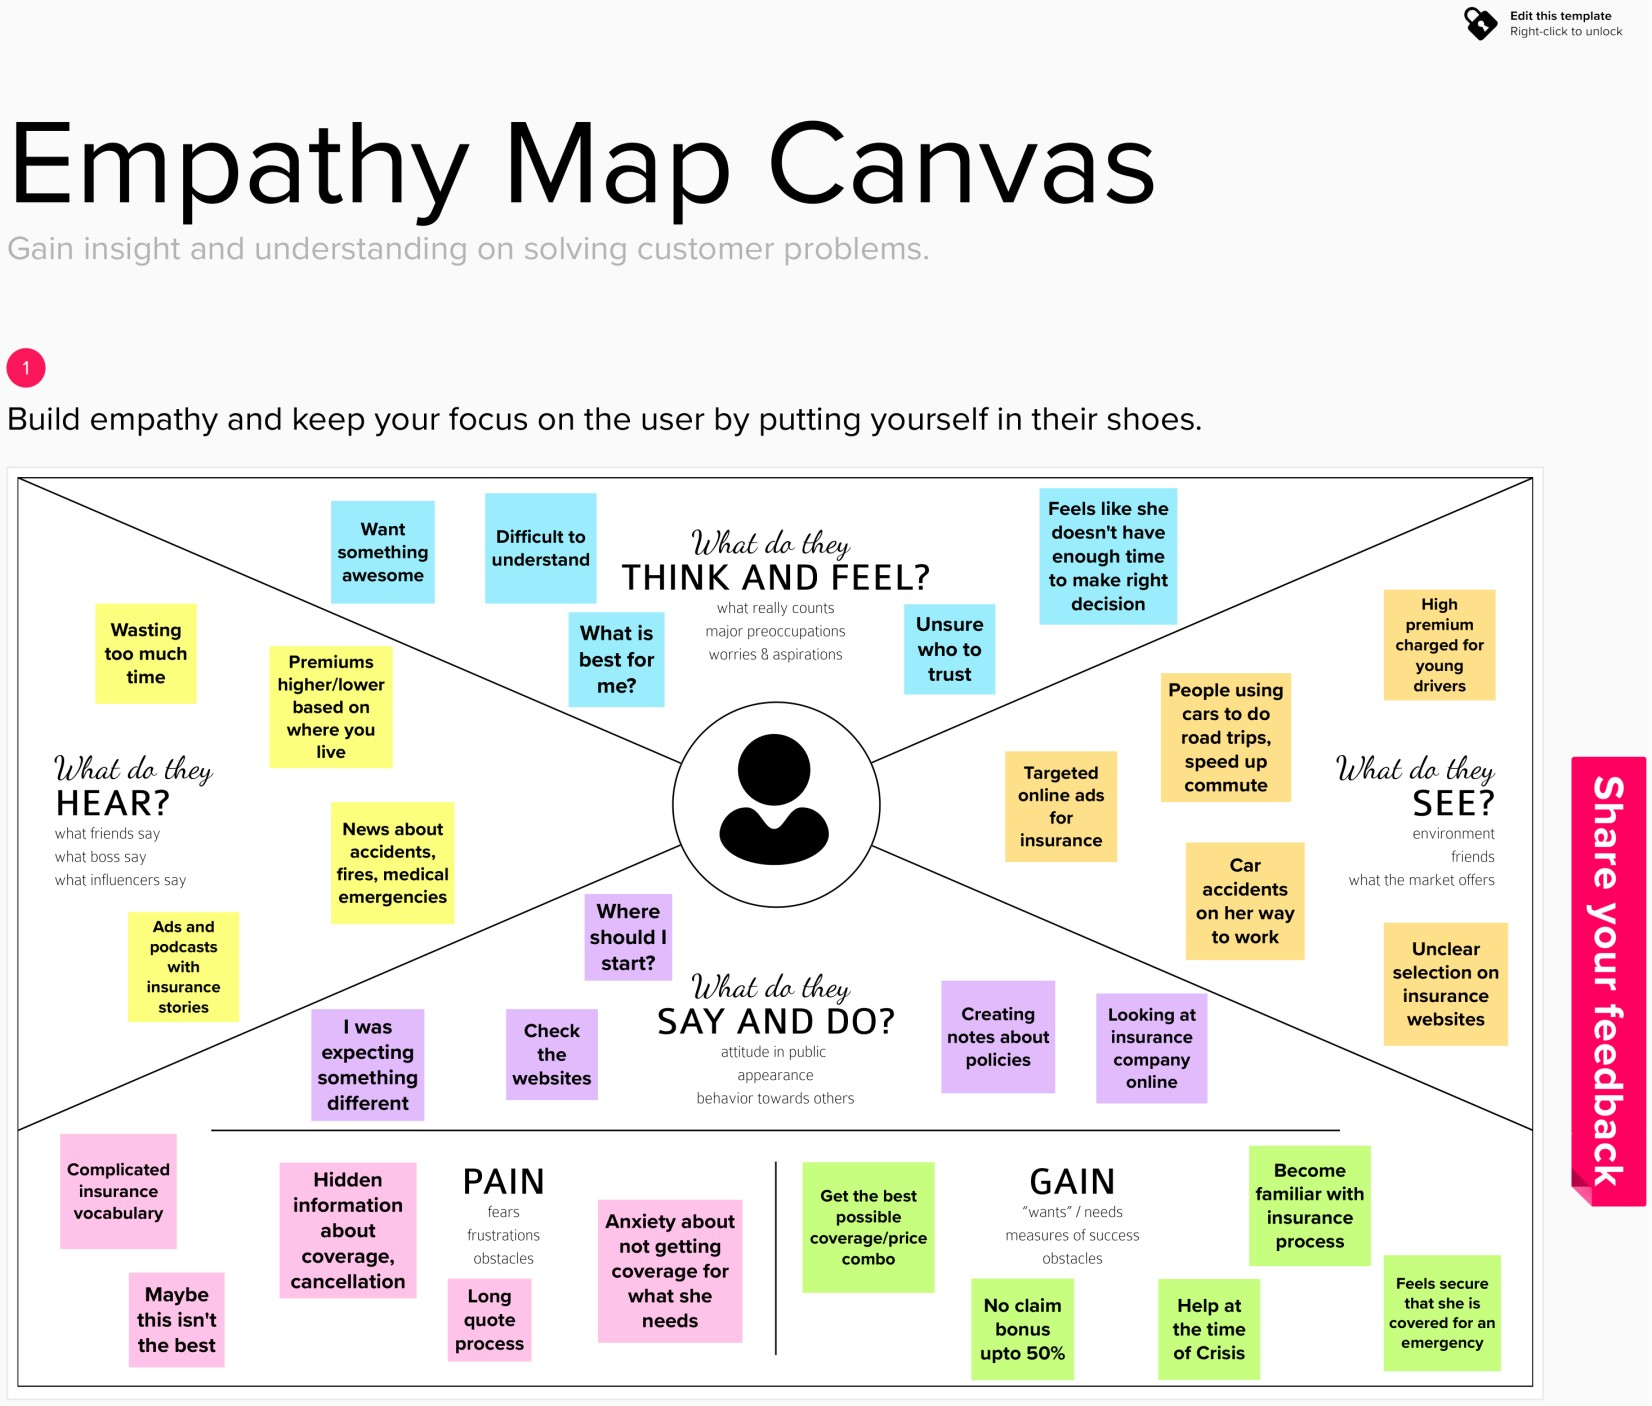 Edit this template
Right-click to unlock
Empathy Map Canvas
Gain insight and understanding on solving customer problems.
1
Build empathy and keep your focus on the user by putting yourself in their shoes.
What do they
THINK AND FEEL?
what really counts
major preoccupations
worries & aspirations
Want
something
awesome
Difficult to
understand
What is
best for
me?
Unsure
who to
trust
Feels like she
doesn't have
enough time
to make right
decision
Wasting
too much
time
Premiums
higher/lower
based on
where you
live
What do they
HEAR?
what friends say
what boss say
what influencers say
News about
accidents,
fires, medical
emergencies
Ads and
podcasts
with
insurance
stories
High
premium
charged for
young
drivers
People using
cars to do
road trips,
speed up
commute
Targeted
online ads
for
insurance
What do they
SEE?
environment
friends
what the market offers
Car
accidents
on her way
to work
Unclear
selection on
insurance
websites
Where
should I
start?
What do they
SAY AND DO?
attitude in public
appearance
behavior towards others
I was
expecting
something
different
Check
the
websites
Creating
notes about
policies
Looking at
insurance
company
online
PAIN
fears
frustrations
obstacles
Complicated
insurance
vocabulary
Hidden
information
about
coverage,
cancellation
Maybe
this isn't
the best
Long
quote
process
Anxiety about
not getting
coverage for
what she
needs
GAIN
"wants" / needs
measures of success
obstacles
Get the best
possible
coverage/price
combo
Become
familiar with
insurance
process
No claim
bonus
upto 50%
Help at
the time
of Crisis
Feels secure
that she is
covered for an
emergency
Share your feedback